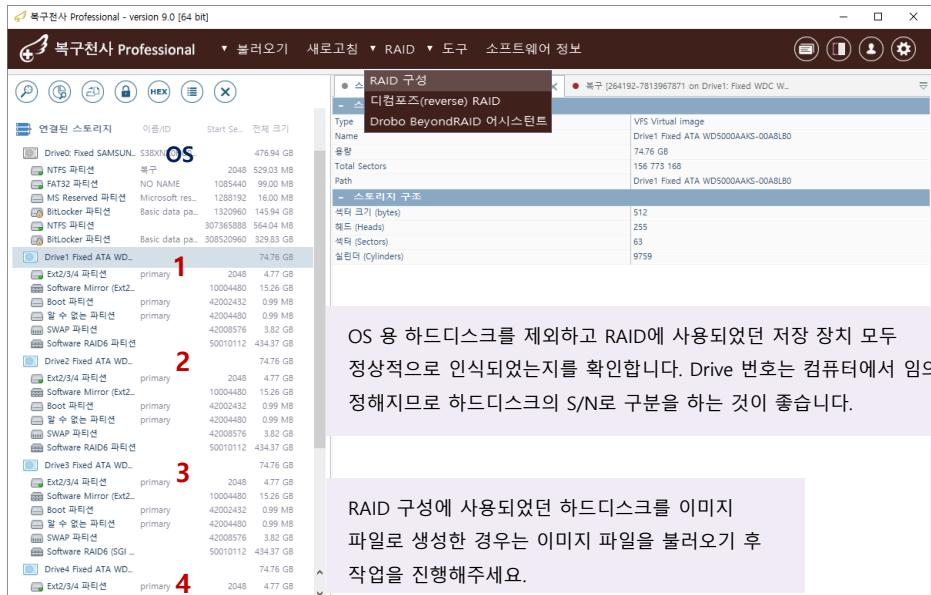 복구천사 Professional - version 9.0 [64 bit]
복구천사 Professional
▼ 불러오기 새로고침 ▼ RAID ▼ 도구 소프트웨어 정보
RAID 구성
디컴포즈(reverse) RAID
Drobo BeyondRAID 어시스턴트
HEX
연결된 스토리지 이름/ID Start Se... 전체 크기
Drive0: Fixed SAMSUN... 476.94 GB
OS
NTFS 파티션 복구 2048 529.03 MB
FAT32 파티션 NO NAME 1085440 99.00 MB
MS Reserved 파티션 Microsoft res... 1288192 16.00 MB
BitLocker 파티션 Basic data pa... 1320960 145.94 GB
NTFS 파티션 307365888 564.04 MB
BitLocker 파티션 Basic data pa... 308520960 329.83 GB
Drive1 Fixed ATA WD... 74.76 GB
1
Ext2/3/4 파티션 primary 2048 4.77 GB
Software Mirror (Ext2... 10004480 15.26 GB
Boot 파티션 primary 42002432 0.99 MB
알 수 없는 파티션 primary 42004480 0.99 MB
SWAP 파티션 42008576 3.82 GB
Software RAID6 파티션 50010112 434.37 GB
Drive2 Fixed ATA WD... 74.76 GB
2
Ext2/3/4 파티션 primary 2048 4.77 GB
Software Mirror (Ext2... 10004480 15.26 GB
Boot 파티션 primary 42002432 0.99 MB
알 수 없는 파티션 primary 42004480 0.99 MB
SWAP 파티션 42008576 3.82 GB
Software RAID6 파티션 50010112 434.37 GB
Drive3 Fixed ATA WD... 74.76 GB
3
Ext2/3/4 파티션 primary 2048 4.77 GB
Software Mirror (Ext2... 10004480 15.26 GB
Boot 파티션 primary 42002432 0.99 MB
알 수 없는 파티션 primary 42004480 0.99 MB
SWAP 파티션 42008576 3.82 GB
Software RAID6 (SGI ... 50010112 434.37 GB
Drive4 Fixed ATA WD... 74.76 GB
4
Ext2/3/4 파티션 primary 2048 4.77 GB
복구 [264192-7813967871 on Drive1: Fixed WDC W...
Type VFS Virtual image
Name Drive1 Fixed ATA WD5000AAKS-00A8LB0
용량 74.76 GB
Total Sectors 156 773 168
Path Drive1 Fixed ATA WD5000AAKS-00A8LB0
- 스토리지 구조
섹터 크기 (bytes) 512
헤드 (Heads) 255
섹터 (Sectors) 63
실린더 (Cylinders) 9759
OS 용 하드디스크를 제외하고 RAID에 사용되었던 저장 장치 모두
정상적으로 인식되었는지를 확인합니다. Drive 번호는 컴퓨터에서 임의
정해지므로 하드디스크의 S/N로 구분을 하는 것이 좋습니다.
RAID 구성에 사용되었던 하드디스크를 이미지
파일로 생성한 경우는 이미지 파일을 불러오기 후
작업을 진행해주세요.